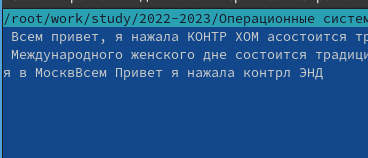 /root/work/study/2022-2023/Операционные систем
Всем привет, я нажала КОНТР ХОМ асостоится тр
Международного женского дне состоится традици
я в МосквВсем Привет я нажала контрл ЭНД